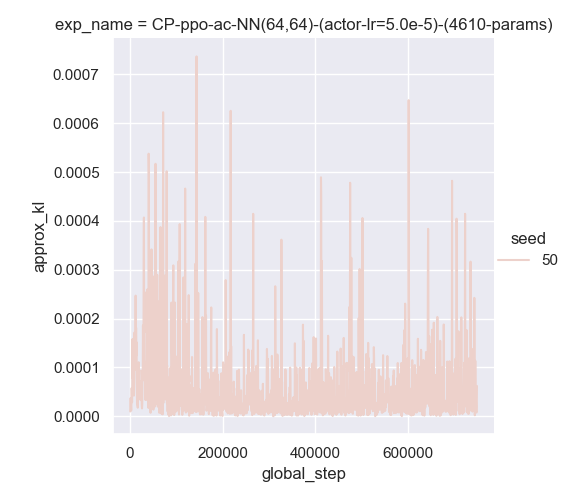 exp_name = CP-ppo-ac-NN(64,64)-(actor-lr=5.0e-5)-(4610-params)
0.0007
0.0006
0.0005
0.0004
0.0003
0.0002
0.0001
0.0000
approx_kl
0 200000 400000 600000
global_step
seed
50